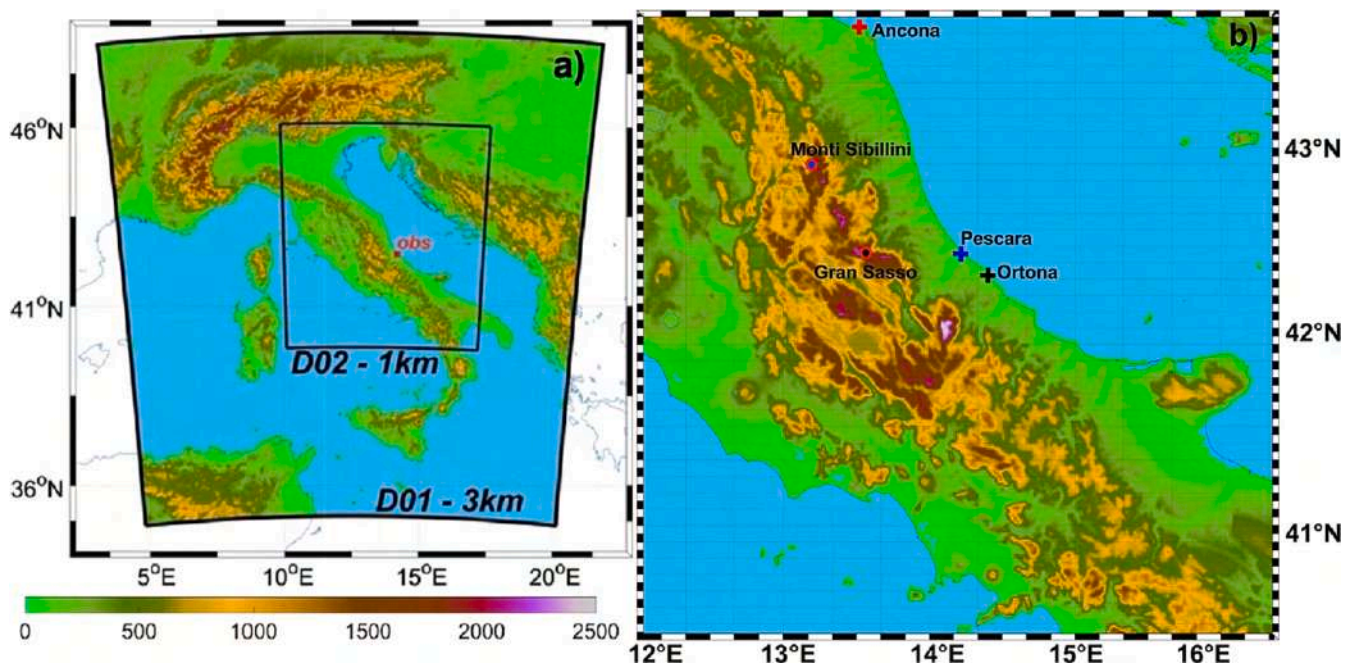 a)
46°N
41°N
36°N
obs
D02 - 1km
D01 - 3km
5°E 10°E 15°E 20°E
0 500 1000 1500 2000 2500
b)
Ancona
Monti Sibillini
43°N
Pescara
Gran Sasso
Ortona
42°N
41°N
12°E 13°E 14°E 15°E 16°E